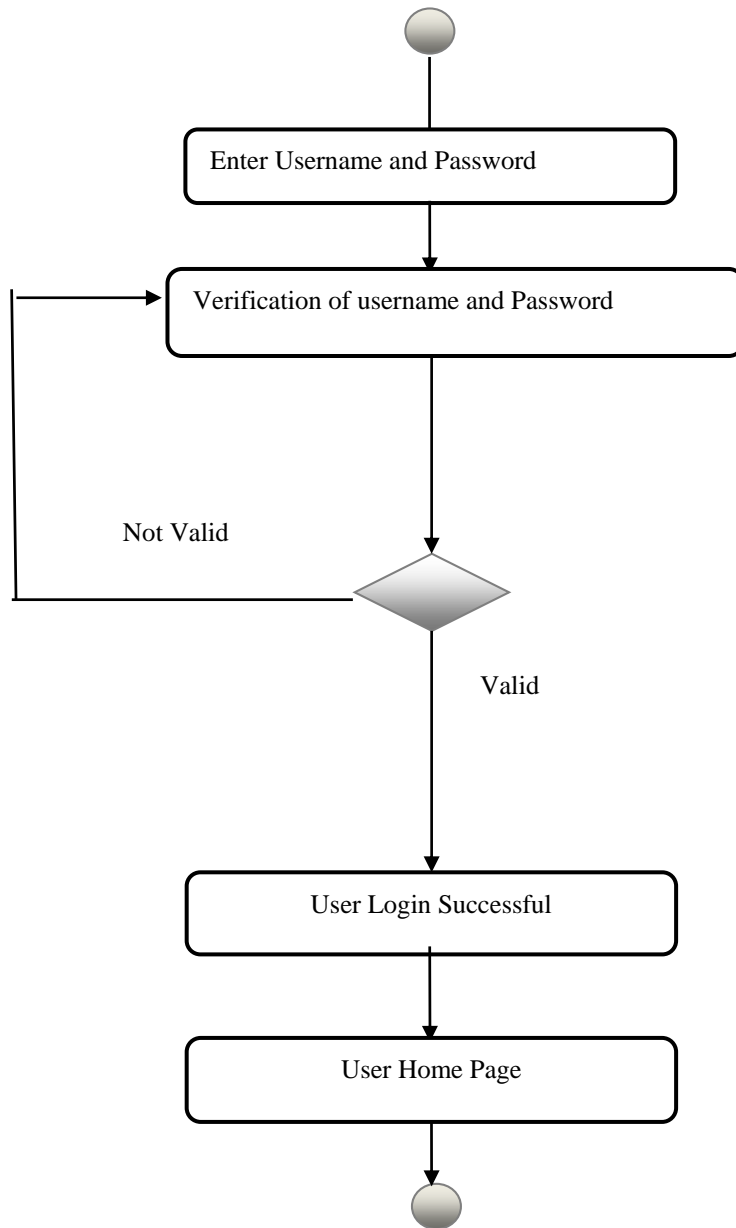 Enter Username and Password
Verification of username and Password
Not Valid
Valid
User Login Successful
User Home Page